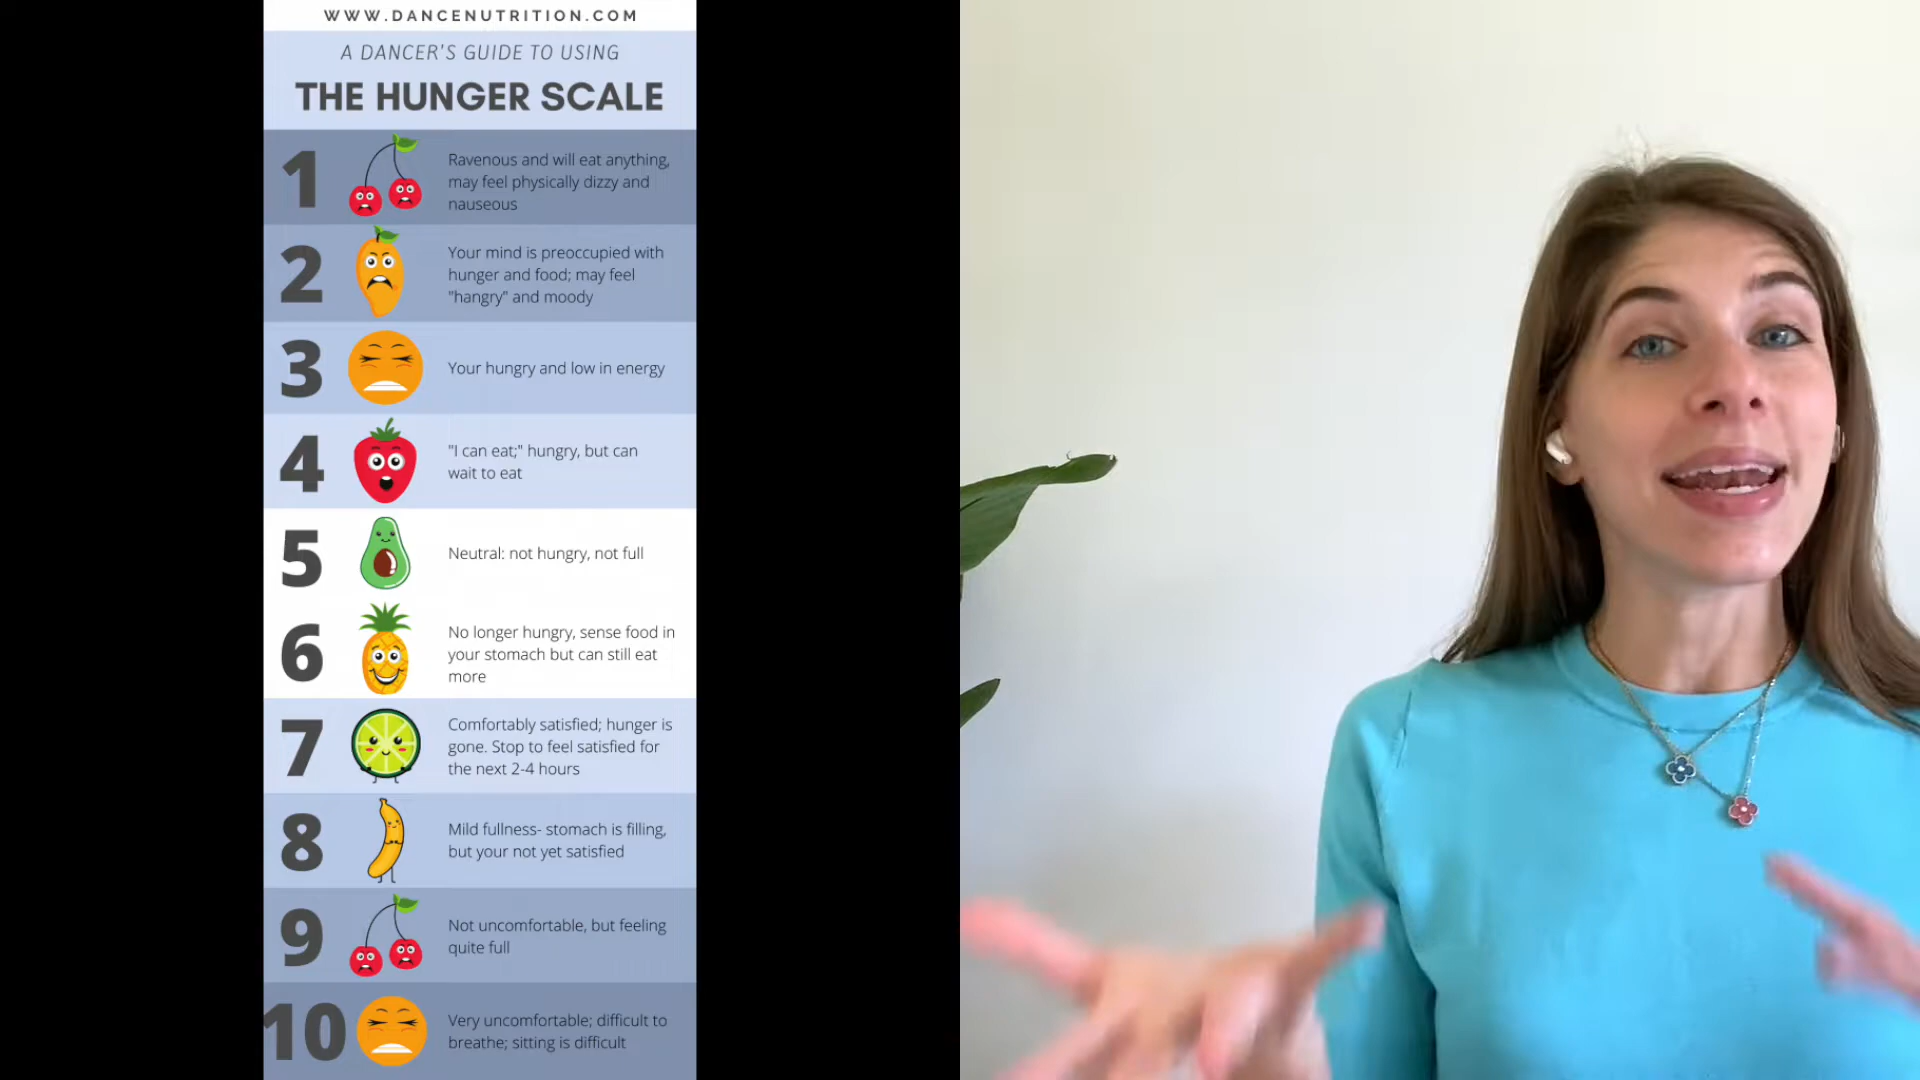 WWW.DANCENUTRITION.COM
A DANCER'S GUIDE TO USING
THE HUNGER SCALE
1
Ravenous and will eat anything,
may feel physically dizzy and
nauseous
2
Your mind is preoccupied with
hunger and food; may feel
"hangry" and moody
3
Your hungry and low in energy
4
"I can eat;" hungry, but can
wait to eat
5
Neutral: not hungry, not full
6
No longer hungry, sense food in
your stomach but can still eat
more
7
Comfortably satisfied; hunger is
gone. Stop to feel satisfied for
the next 2-4 hours
8
Mild fullness- stomach is filling,
but your not yet satisfied
9
Not uncomfortable, but feeling
quite full
10
Very uncomfortable; difficult to
breathe; sitting is difficult